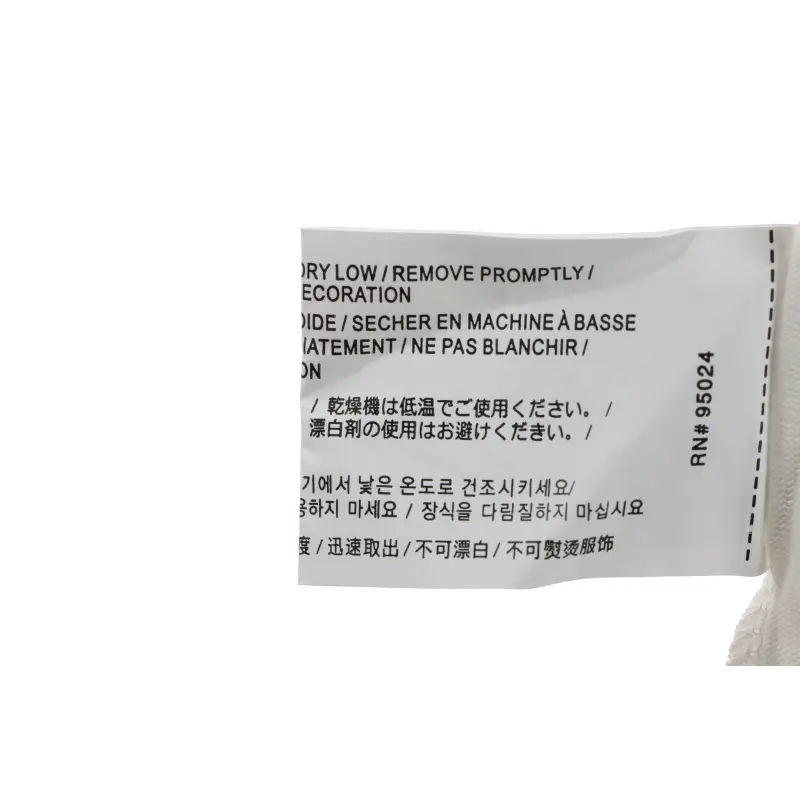 DRY LOW / REMOVE PROMPTLY /
ECORATION
OIDE / SECHER EN MACHINE À BASSE
IATEMENT / NE PAS BLANCHIR /
ON
/ 乾燥機は低温でご使用ください。 /
漂白剤の使用はお避けくだきい。 /
기에서 낮은 온도로 건조시키세요/
용하지 마세요 / 장식을 다림질하지 마십시요
度 / 迅速取出 / 不可漂白 / 不可熨烫服饰
RN# 95024